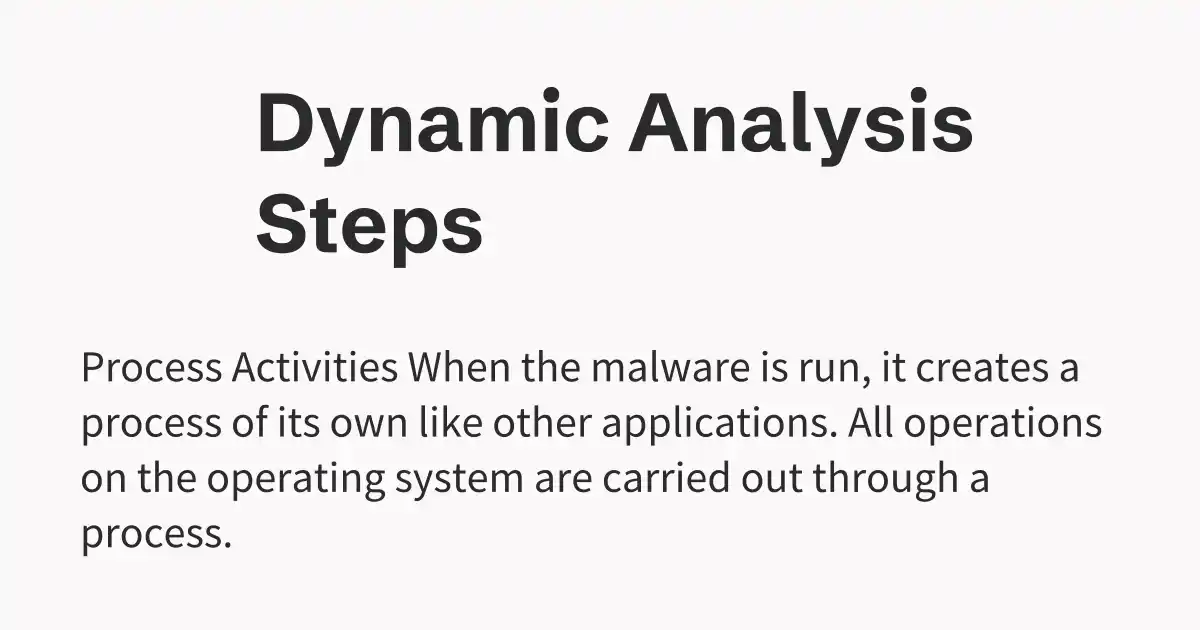 Dynamic Analysis
Steps
Process Activities When the malware is run, it creates a
process of its own like other applications. All operations
on the operating system are carried out through a
process.